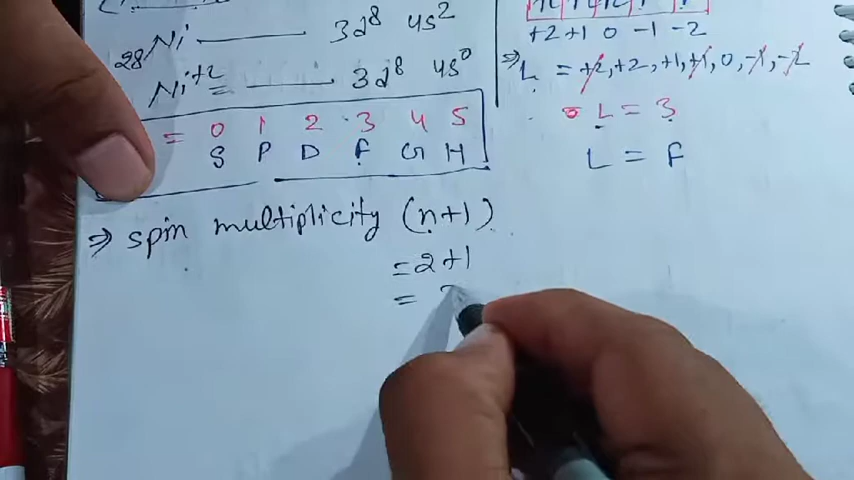 28Ni 3d8 4s2
Ni+2 = 3d8 4s0
= 0 1 2 3 4 5
S P D F G H
⇒ spin multiplicity (n+1)
= 2+1
=
+2 +1 0 -1 -2
⇒ L = +2, +2, +1, +1, 0, -1, -2
L = 3
L = F